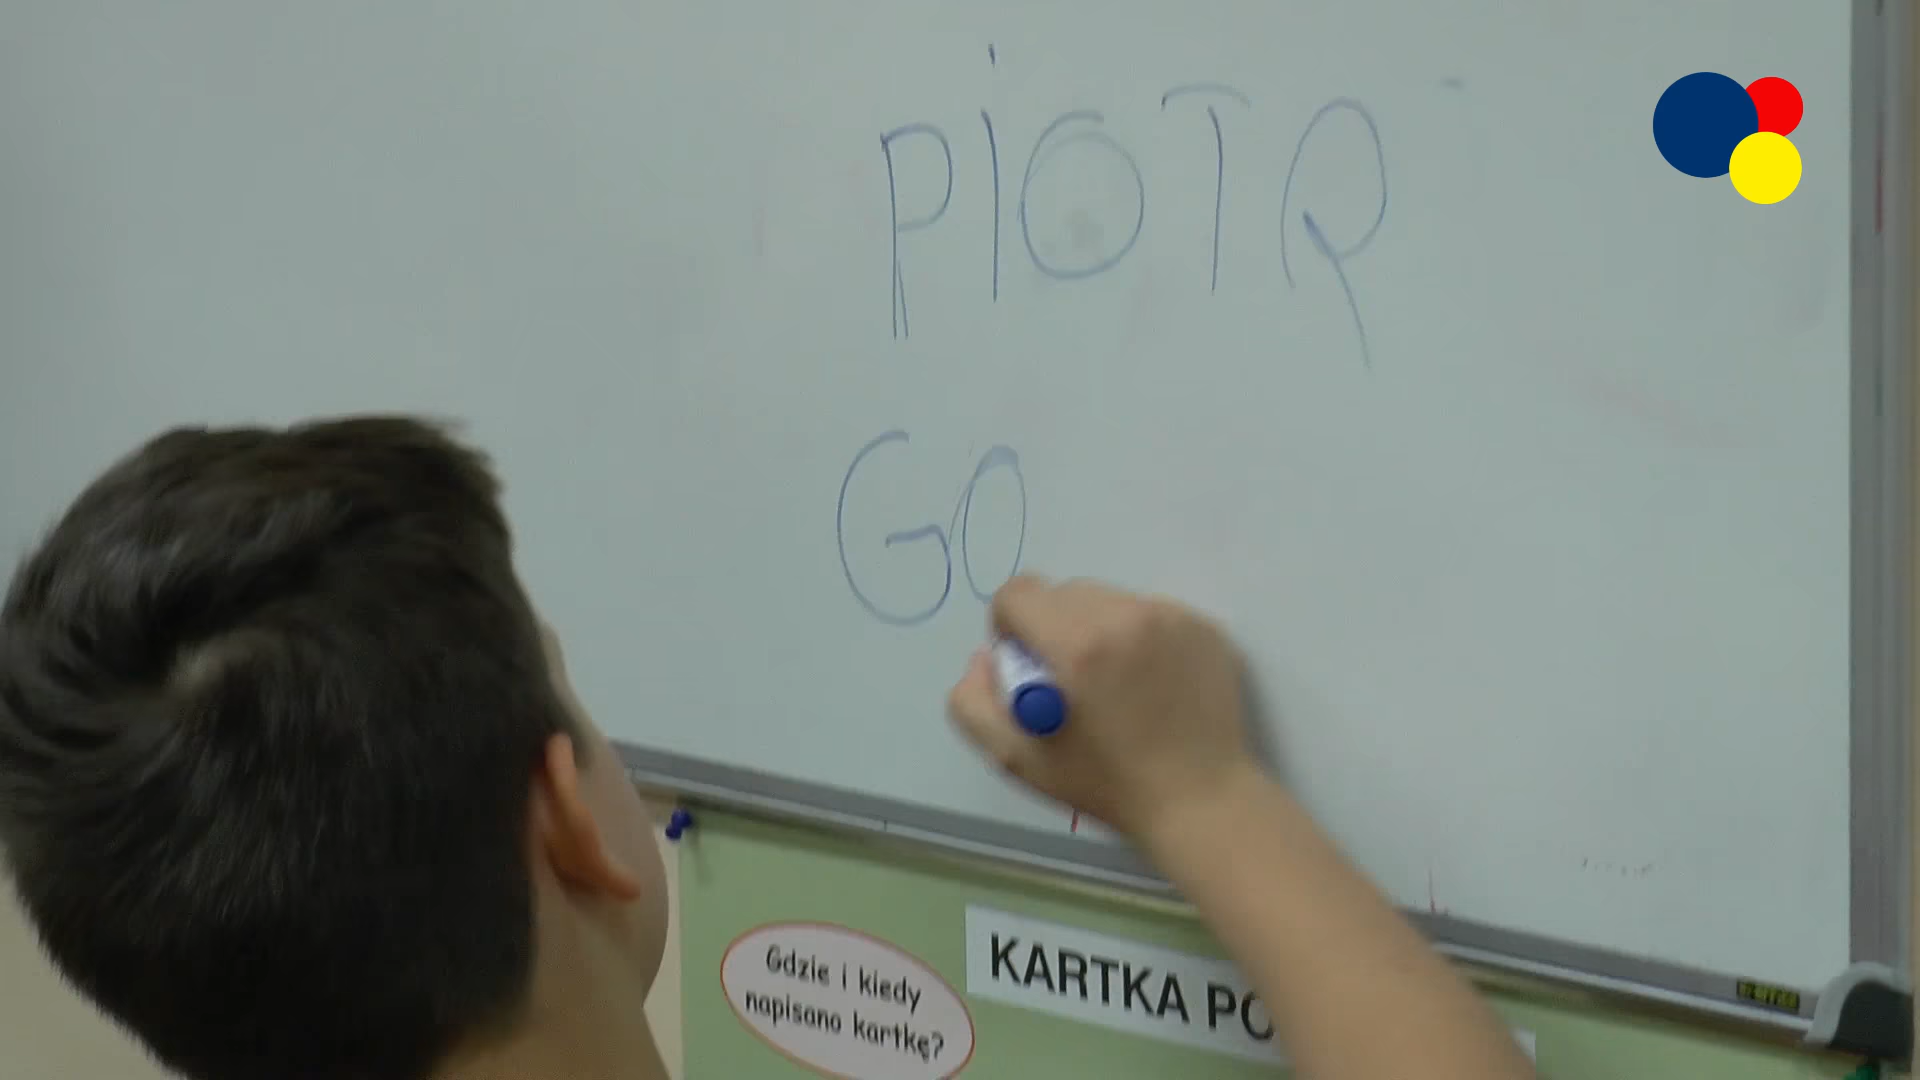 PIOTR
GO
Gdzie i kiedy
napisano kartkę?
KARTKA PO